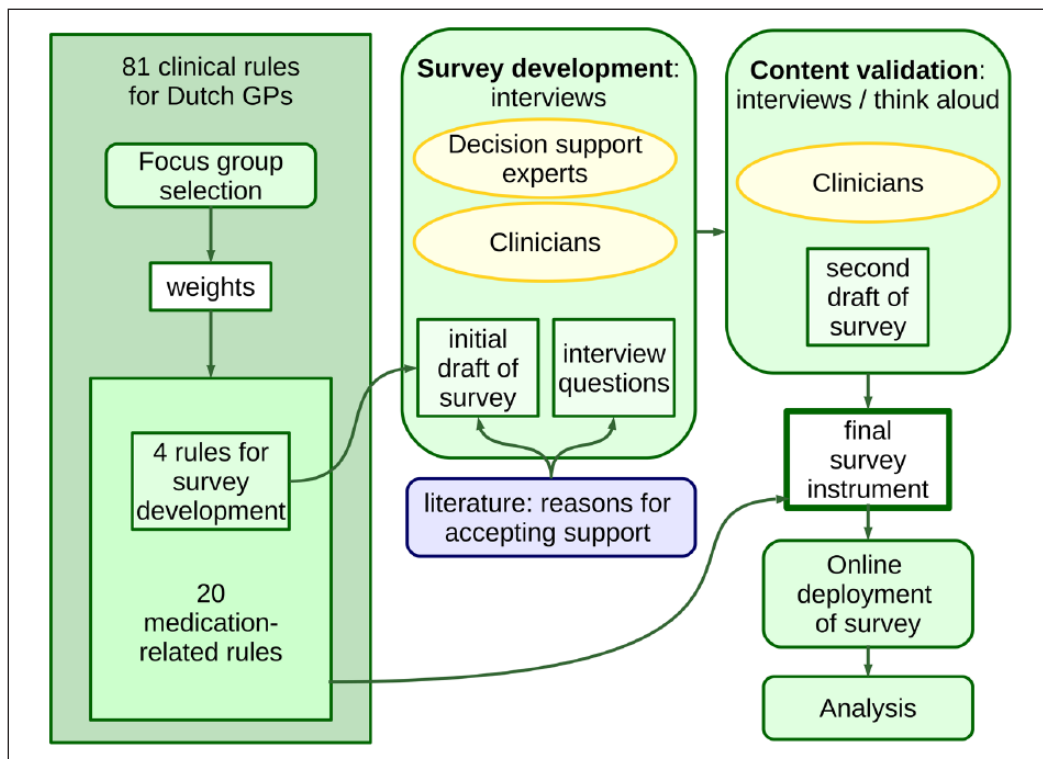 81 clinical rules
for Dutch GPs
Focus group
selection
weights
4 rules for
survey
development
20
medication-
related rules
Survey development:
interviews
Decision support
experts
Clinicians
initial
draft of
survey
interview
questions
literature: reasons for
accepting support
Content validation:
interviews / think aloud
Clinicians
second
draft of
survey
final
survey
instrument
Online
deployment
of survey
Analysis